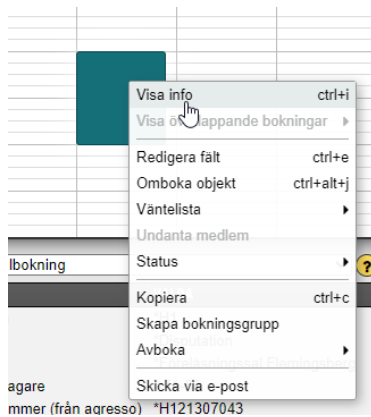 Visa info ctrl+i
Visa överlappande bokningar
Redigera fält ctrl+e
Omboka objekt ctrl+alt+j
Väntelista
Undanta medlem
Status
lbokning
?
Kopiera ctrl+c
Skapa bokningsgrupp
Avboka
Skicka via e-post
agare
mmer (från agresso) *H121307043